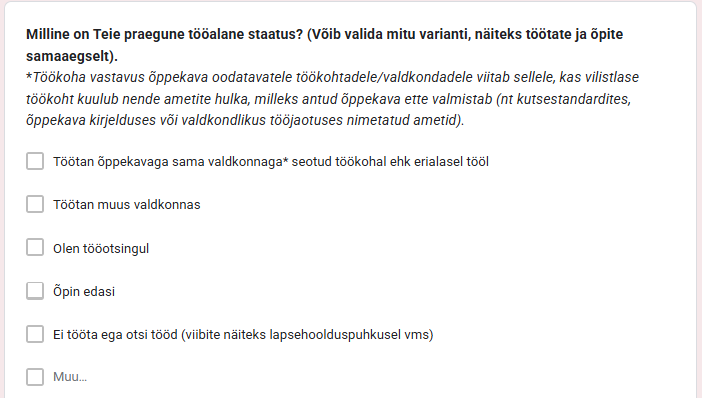 Milline on Teie praegune tööalane staatus? (Võib valida mitu varianti, näiteks töötate ja õpite
samaaegselt).
*Töökoha vastavus õppekava oodatavatele töökohtadele/valdkondadele viitab sellele, kas vilistlase
töökoht kuulub nende ametite hulka, milleks antud õppekava ette valmistab (nt kutsestandardites,
õppekava kirjelduses või valdkondlikus tööjaotuses nimetatud ametid).
Töötan õppekavaga sama valdkonnaga* seotud töökohal ehk erialasel tööl
Töötan muus valdkonnas
Olen tööotsingul
Õpin edasi
Ei tööta ega otsi tööd (viibite näiteks lapsehoolduspuhkusel vms)
Muu...